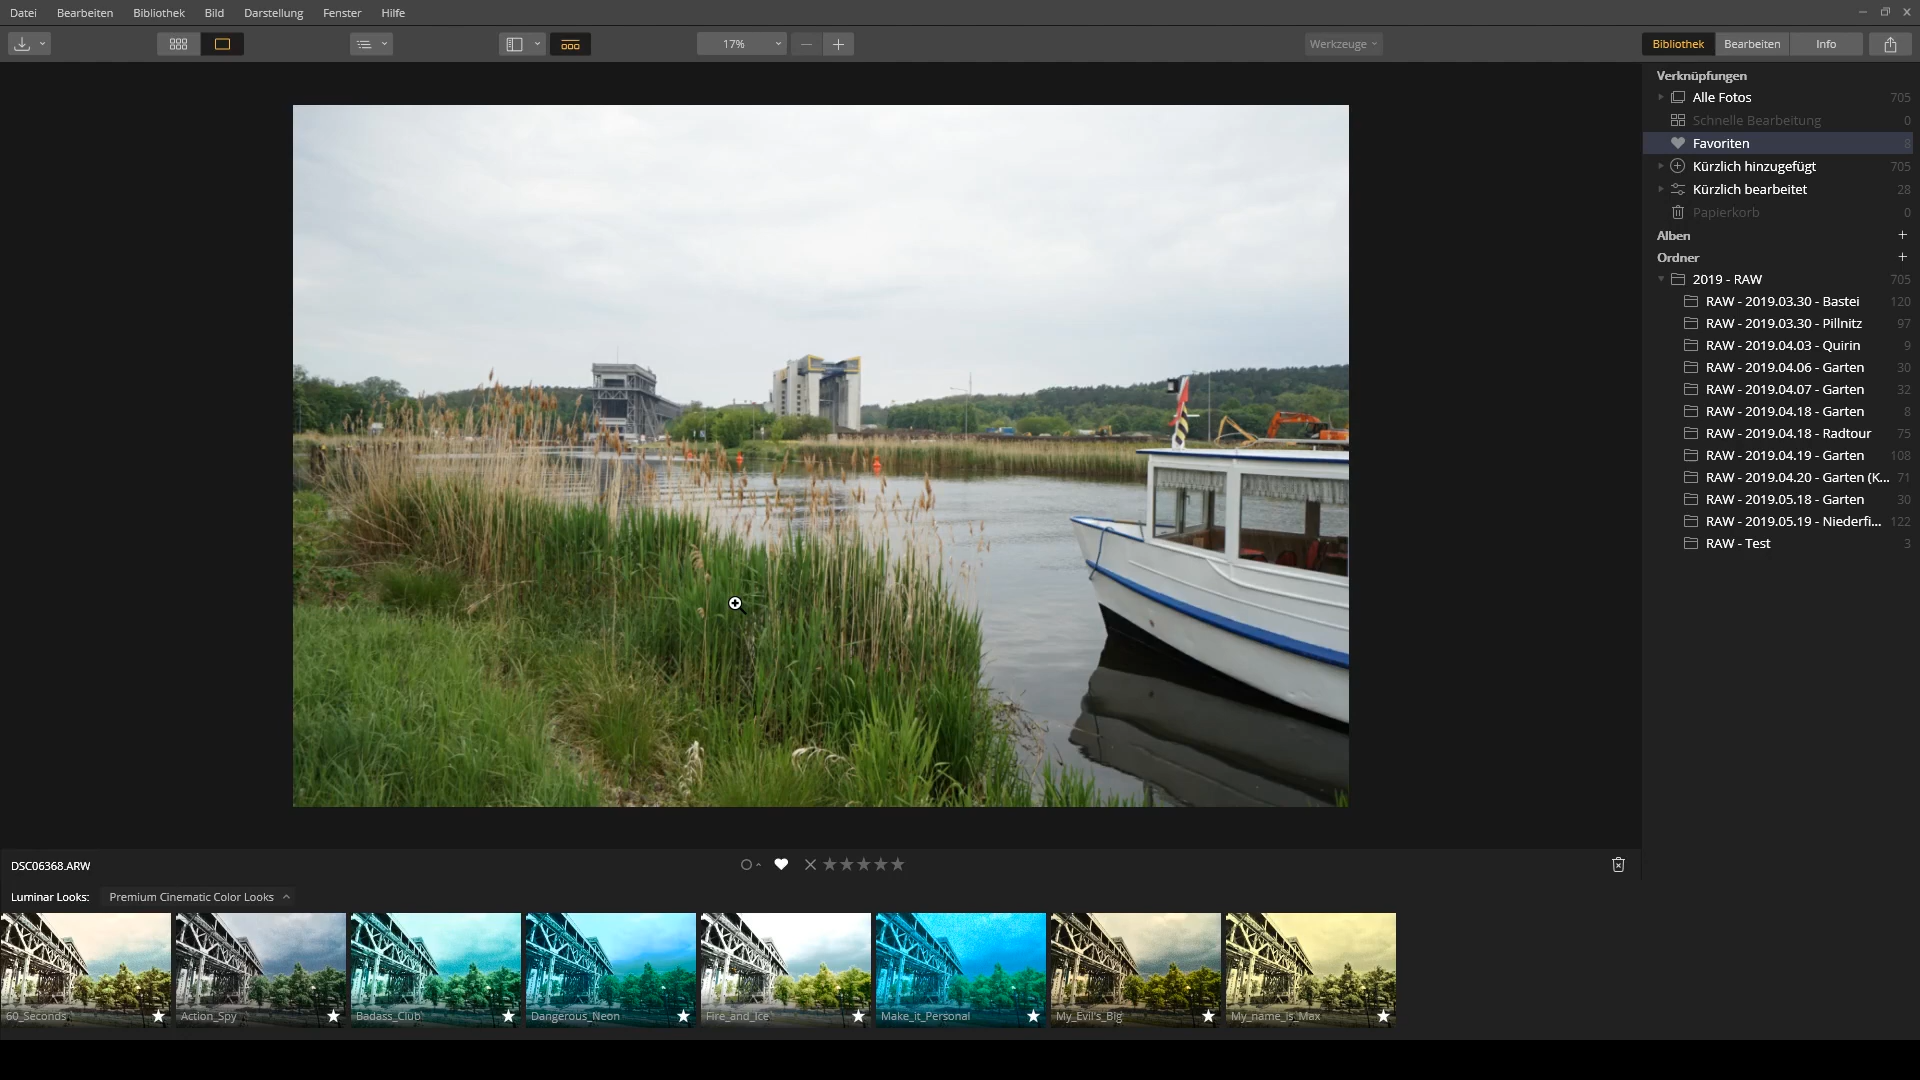 Datei Bearbeiten Bibliothek Bild Darstellung Fenster Hilfe
17% Werkzeuge Bibliothek Bearbeiten Info
Verknüpfungen
Alle Fotos 705
Schnelle Bearbeitung 0
Favoriten 8
Kürzlich hinzugefügt 705
Kürzlich bearbeitet 28
Papierkorb 0
Alben +
Ordner +
2019 - RAW 705
RAW - 2019.03.30 - Bastei 120
RAW - 2019.03.30 - Pillnitz 97
RAW - 2019.04.03 - Quirin 9
RAW - 2019.04.06 - Garten 30
RAW - 2019.04.07 - Garten 32
RAW - 2019.04.18 - Garten 8
RAW - 2019.04.18 - Radtour 75
RAW - 2019.04.19 - Garten 108
RAW - 2019.04.20 - Garten (K... 71
RAW - 2019.05.18 - Garten 30
RAW - 2019.05.19 - Niederfi... 122
RAW - Test 3
DSC06368.ARW
Luminar Looks: Premium Cinematic Color Looks
60_Seconds Action_Spy Badass_Club Dangerous_Neon Fire_and_Ice Make_it_Personal My_Evil's_Big My_name_is_Max